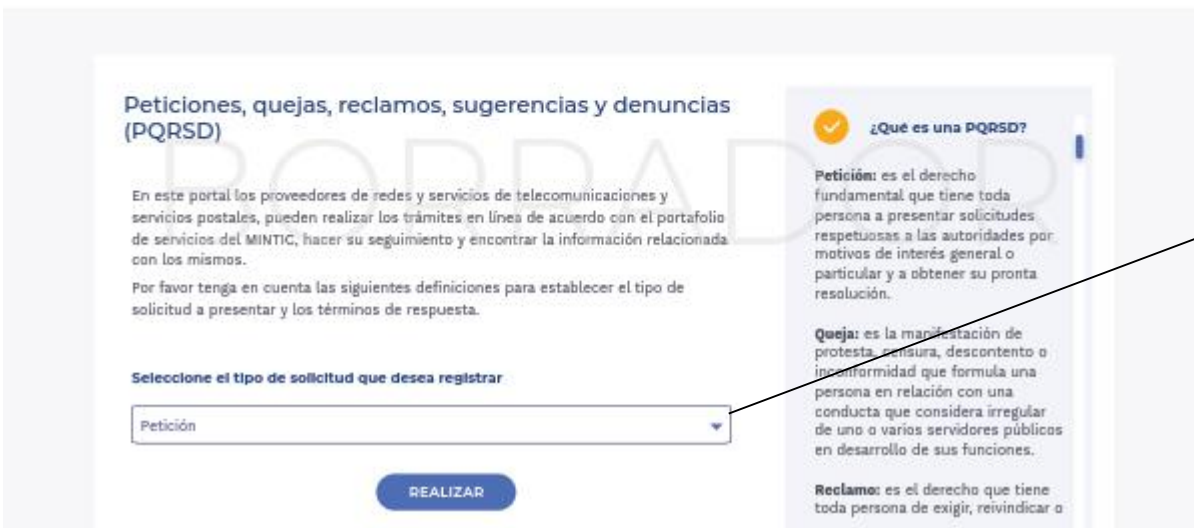 Peticiones, quejas, reclamos, sugerencias y denuncias
(PQRSD)
BORRADOR
En este portal los proveedores de redes y servicios de telecomunicaciones y
servicios postales, pueden realizar los trámites en línea de acuerdo con el portafolio
de servicios del MINTIC, hacer su seguimiento y encontrar la información relacionada
con los mismos.
Por favor tenga en cuenta las siguientes definiciones para establecer el tipo de
solicitud a presentar y los términos de respuesta.
Seleccione el tipo de solicitud que desea registrar
Petición
REALIZAR
¿Qué es una PQRSD?
Petición: es el derecho
fundamental que tiene toda
persona a presentar solicitudes
respetuosas a las autoridades por
motivos de interés general o
particular y a obtener su pronta
resolución.
Queja: es la manifestación de
protesta, censura, descontento o
inconformidad que formula una
persona en relación con una
conducta que considera irregular
de uno o varios servidores públicos
en desarrollo de sus funciones.
Reclamo: es el derecho que tiene
toda persona de exigir, reivindicar o